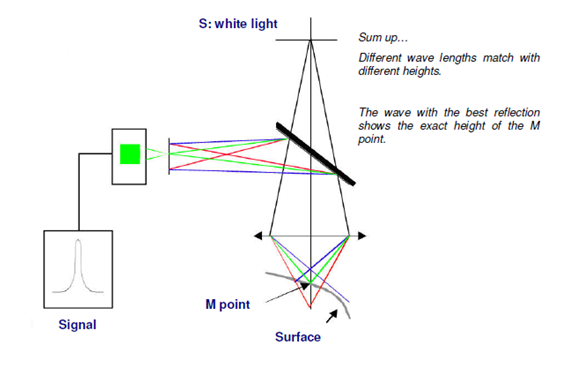 S: white light
Sum up…
Different wave lengths match with
different heights.
The wave with the best reflection
shows the exact height of the M
point.
M point
Signal
Surface